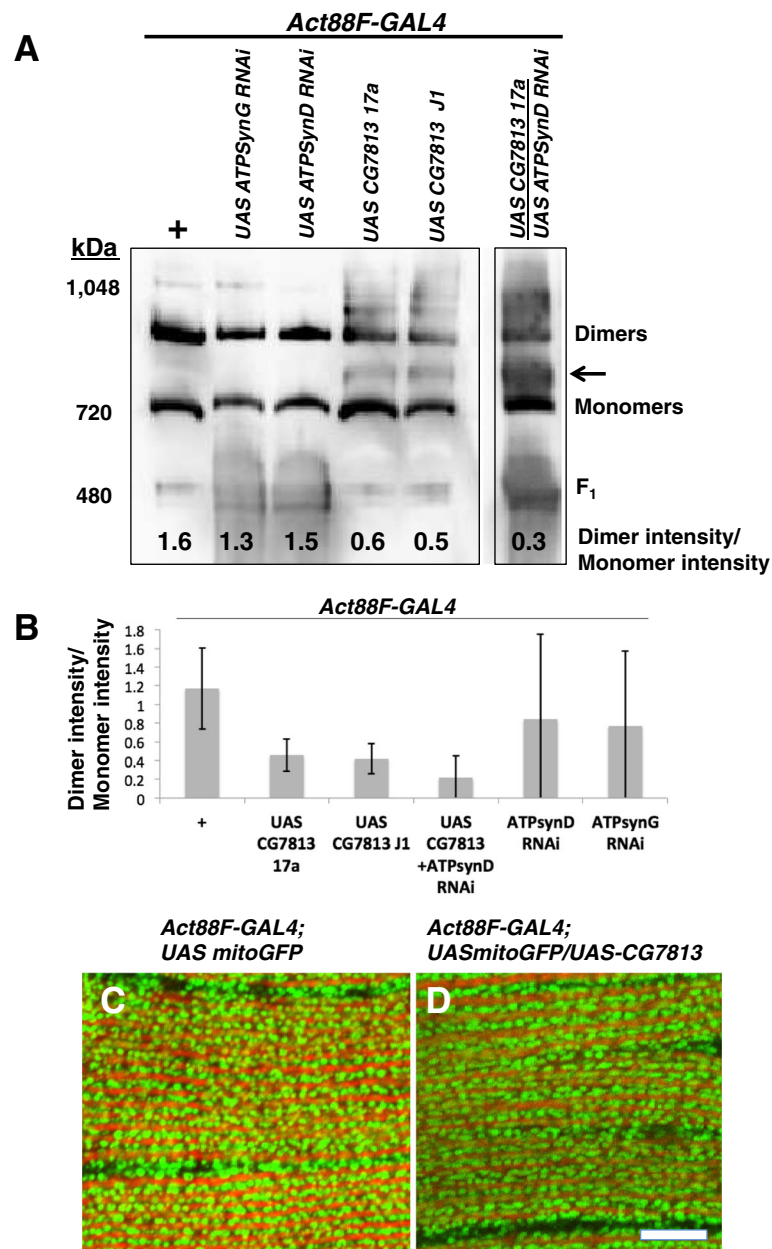 Act88F-GAL4
A
+
UAS ATPSynG RNAi
UAS ATPSynD RNAi
UAS CG7813 17a
UAS CG7813 J1
UAS CG7813 17a
UAS ATPSynD RNAi
kDa
1,048
720
480
Dimers
Monomers
F₁
1.6 1.3 1.5 0.6 0.5 0.3
Dimer intensity/
Monomer intensity
B
Act88F-GAL4
Dimer intensity/
Monomer intensity
1.8
1.6
1.4
1.2
1
0.8
0.6
0.4
0.2
0
+
UAS
CG7813
17a
UAS
CG7813 J1
UAS
CG7813
+ATPsynD
RNAi
ATPsynD
RNAi
ATPsynG
RNAi
Act88F-GAL4;
UAS mitoGFP
Act88F-GAL4;
UASmitoGFP/UAS-CG7813
C
D